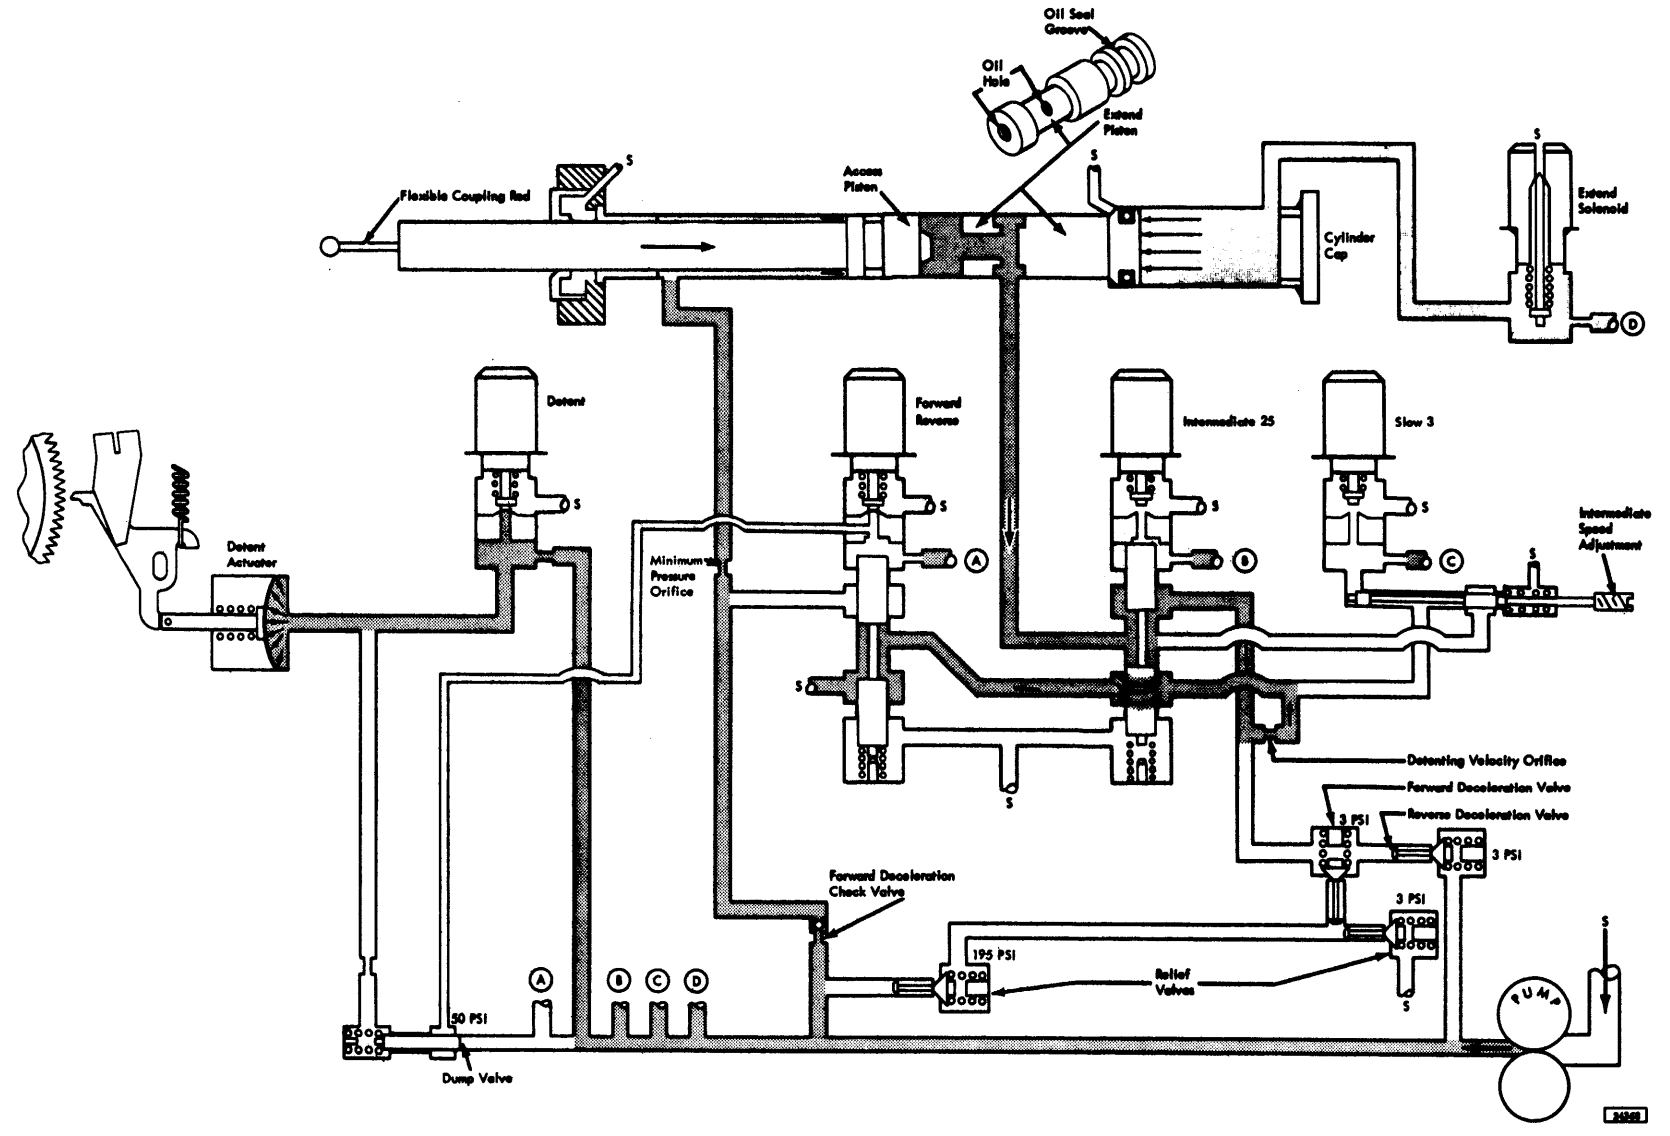 Oil Seal
Groove
Oil
Hole
Extend
Piston
S
S
S
Access
Piston
Flexible Coupling Rod
Extend
Solenoid
Cylinder
Cap
D
Detent
Forward
Reverse
Intermediate 25
Slow 3
S
S
S
S
Intermediate
Speed
Adjustment
Detent
Actuator
Minimum
Pressure
Orifice
A
B
C
S
S
S
Detenting Velocity Orifice
Forward Deceleration Valve
Reverse Deceleration Valve
3 PSI
3 PSI
Forward Deceleration
Check Valve
3 PSI
195 PSI
Relief
Valves
S
S
A
B
C
D
50 PSI
Dump Valve
PUMP